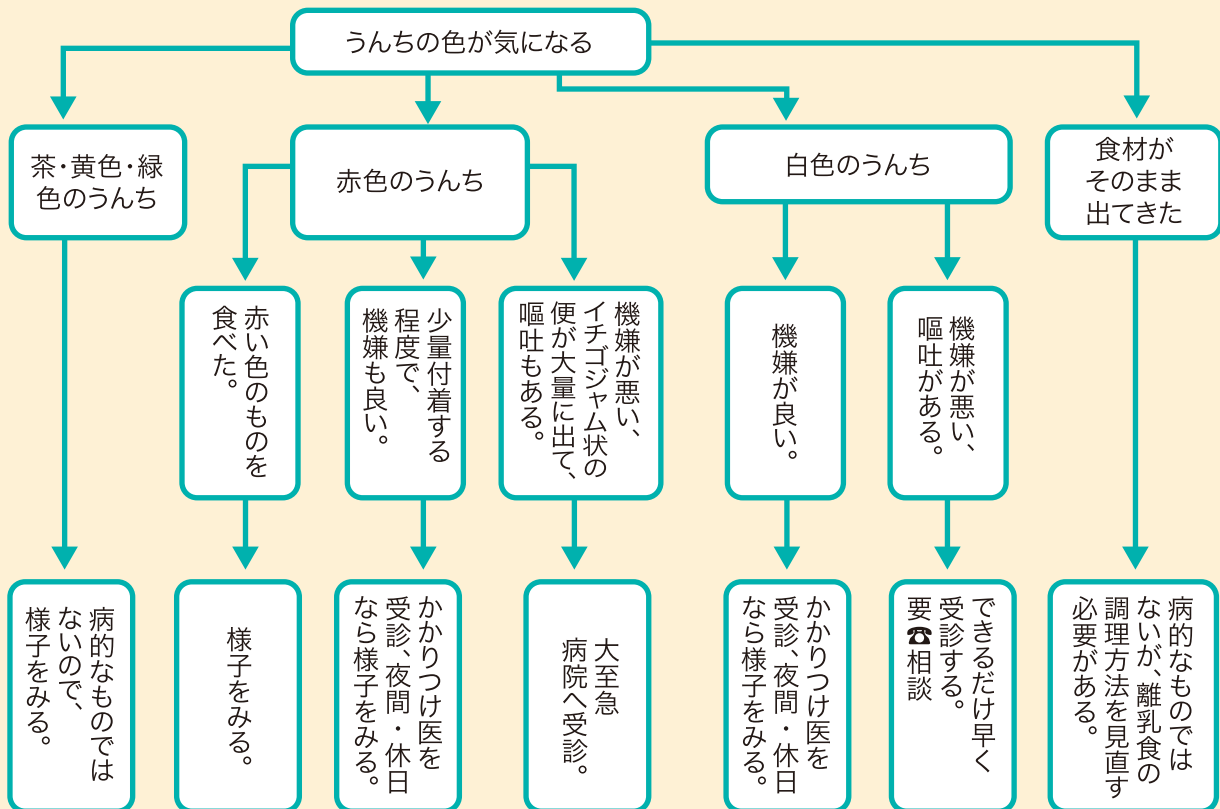 うんちの色が気になる
茶・黄色・緑
色のうんち
赤色のうんち
白色のうんち
食材が
そのまま
出てきた
赤い色のものを
食べた。
少量付着する
程度で、
機嫌も良い。
機嫌が悪い、
イチゴジャム状の
便が大量に出て、
嘔吐もある。
機嫌が良い。
機嫌が悪い、
嘔吐がある。
病的なものでは
ないので、
様子をみる。
様子をみる。
かかりつけ医を
受診、夜間・休日
なら様子をみる。
大至急
病院へ受診。
かかりつけ医を
受診、夜間・休日
なら様子をみる。
できるだけ早く
受診する。
要☎相談
病的なものでは
ないが、離乳食の
調理方法を見直す
必要がある。